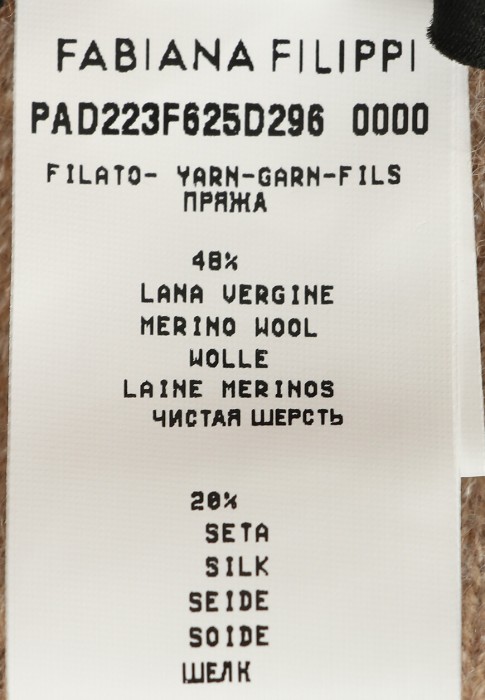 FABIANA FILIPPI
PAD223F625D296 0000
FILATO- YARN-GARN-FILS
ПРЯЖА
48%
LANA VERGINE
MERINO WOOL
WOLLE
LAINE MERINOS
ЧИСТАЯ ШЕРСТЬ
20%
SETA
SILK
SEIDE
SOIDE
ШЕЛК